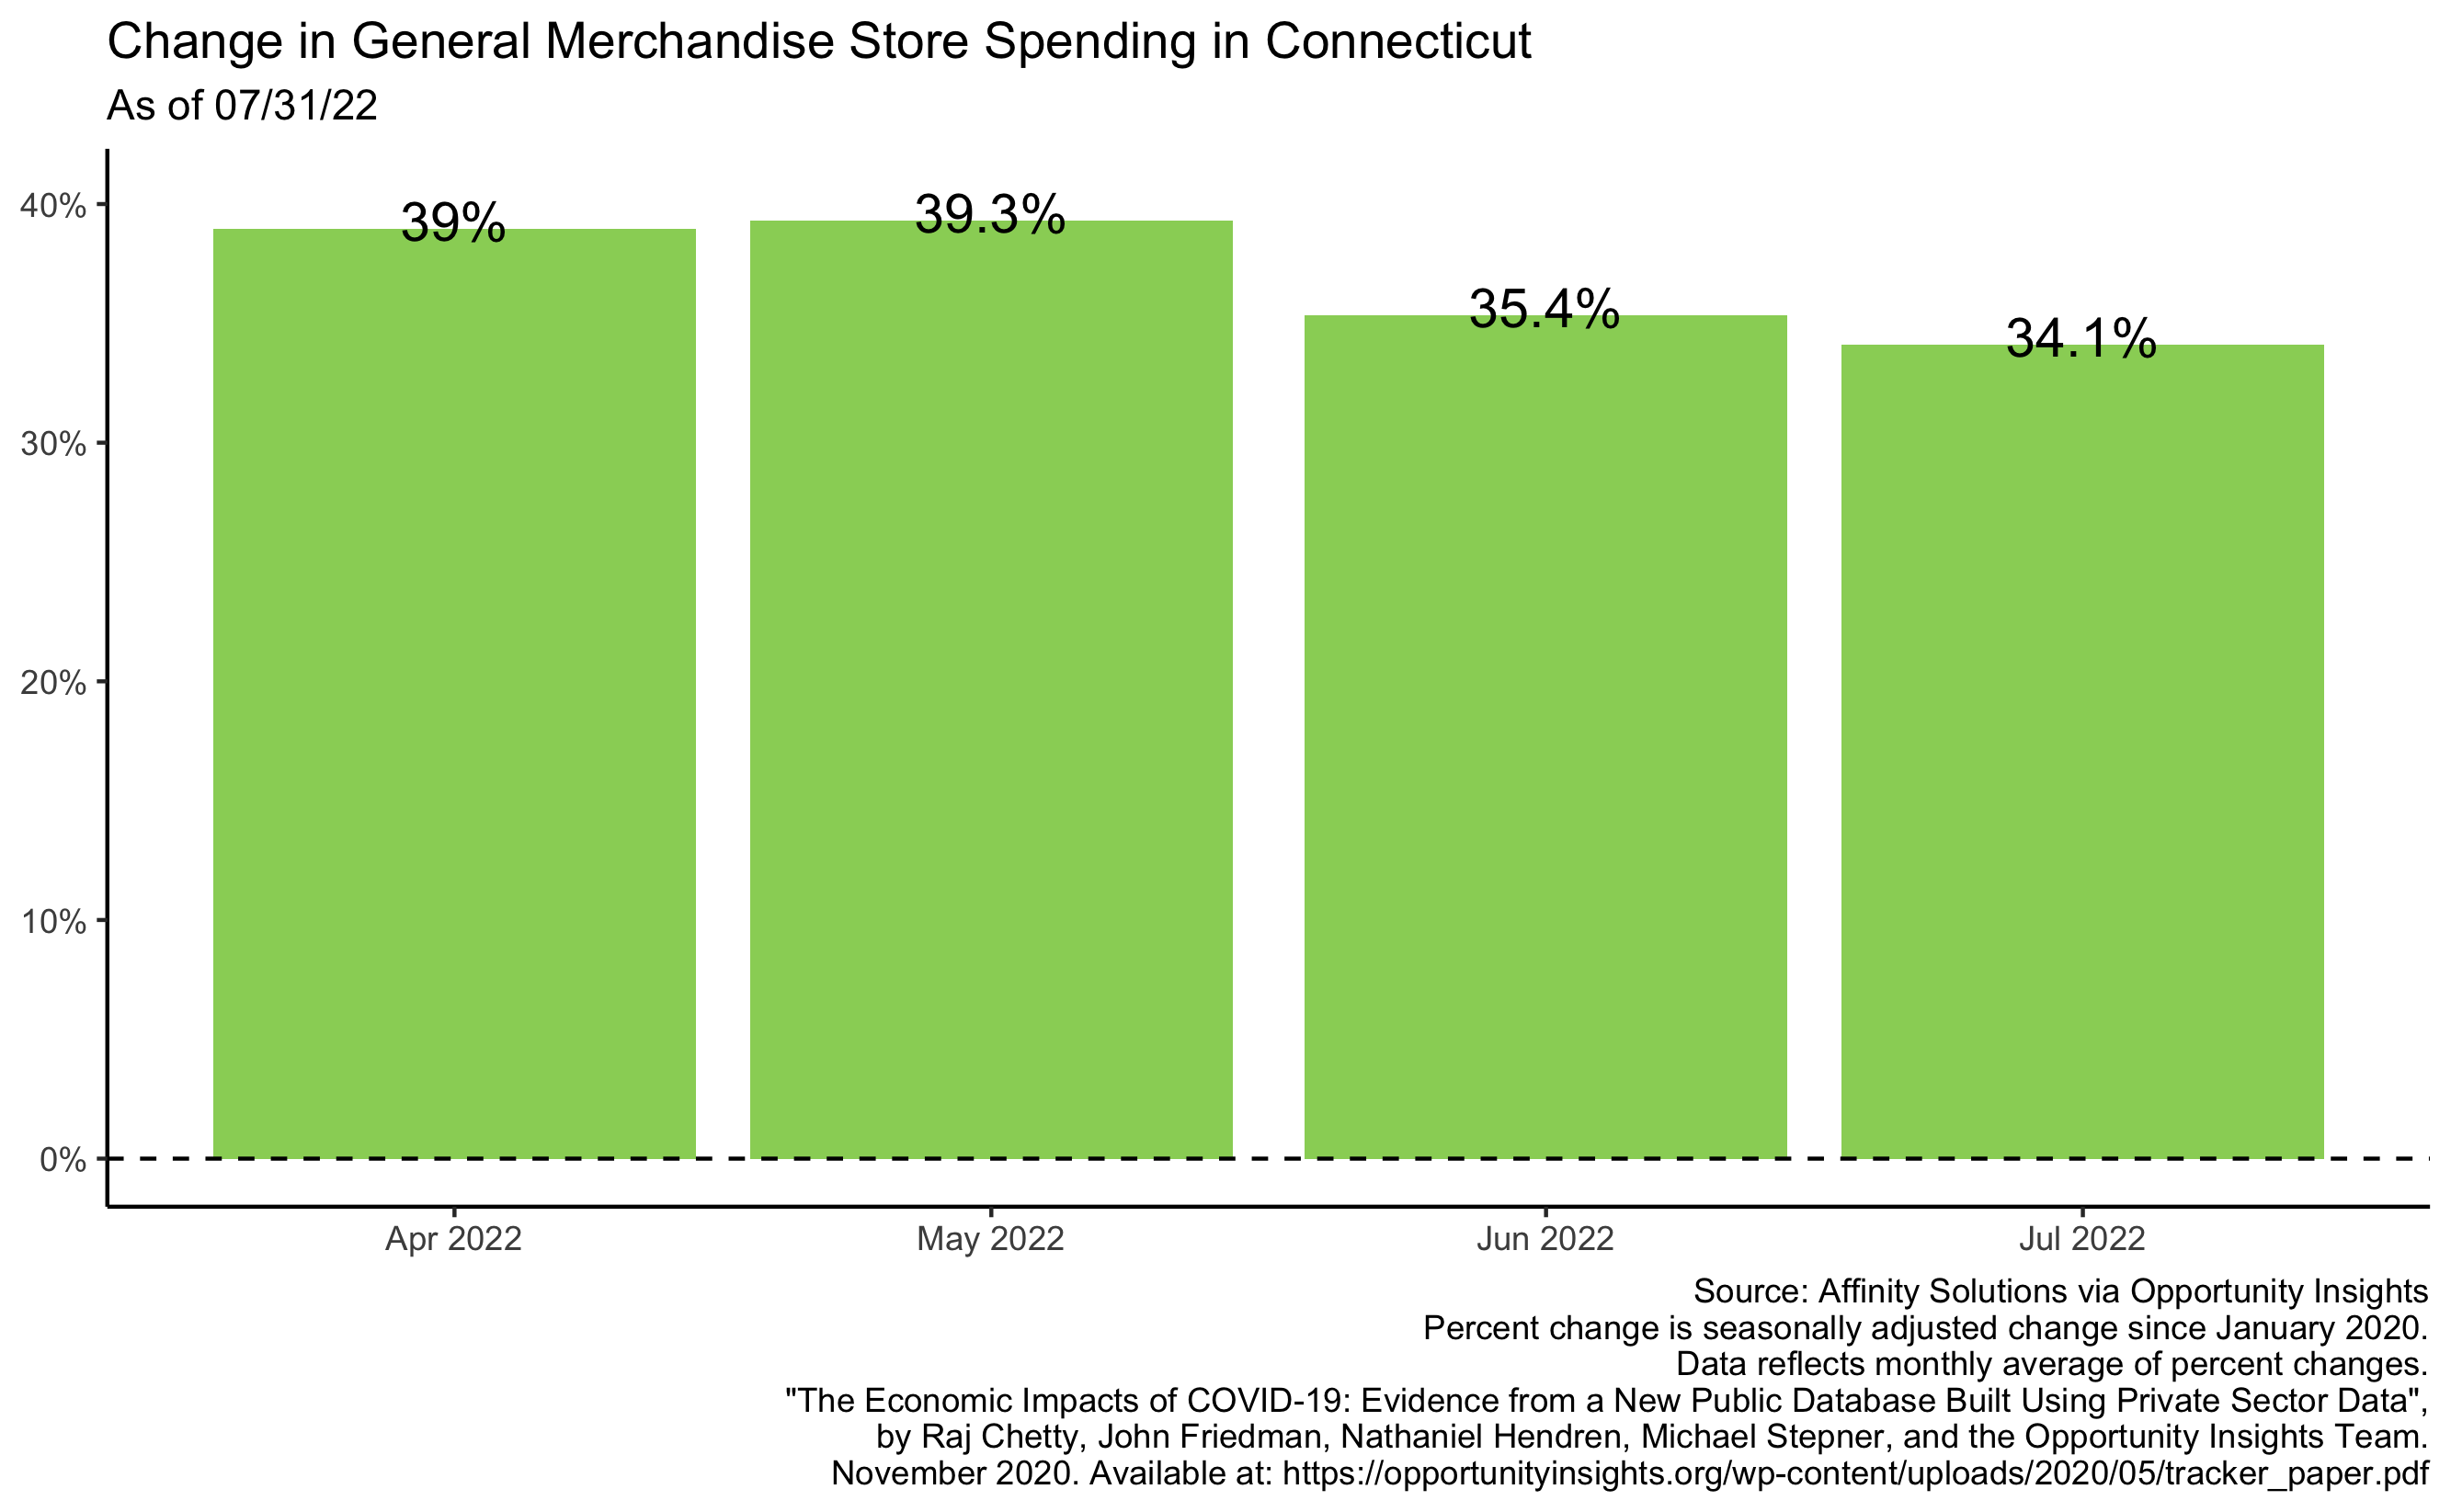 Change in General Merchandise Store Spending in Connecticut
As of 07/31/22
40%
30%
20%
10%
0%
39%
39.3%
35.4%
34.1%
Apr 2022
May 2022
Jun 2022
Jul 2022
Source: Affinity Solutions via Opportunity Insights
Percent change is seasonally adjusted change since January 2020.
Data reflects monthly average of percent changes.
"The Economic Impacts of COVID-19: Evidence from a New Public Database Built Using Private Sector Data",
by Raj Chetty, John Friedman, Nathaniel Hendren, Michael Stepner, and the Opportunity Insights Team.
November 2020. Available at: https://opportunityinsights.org/wp-content/uploads/2020/05/tracker_paper.pdf